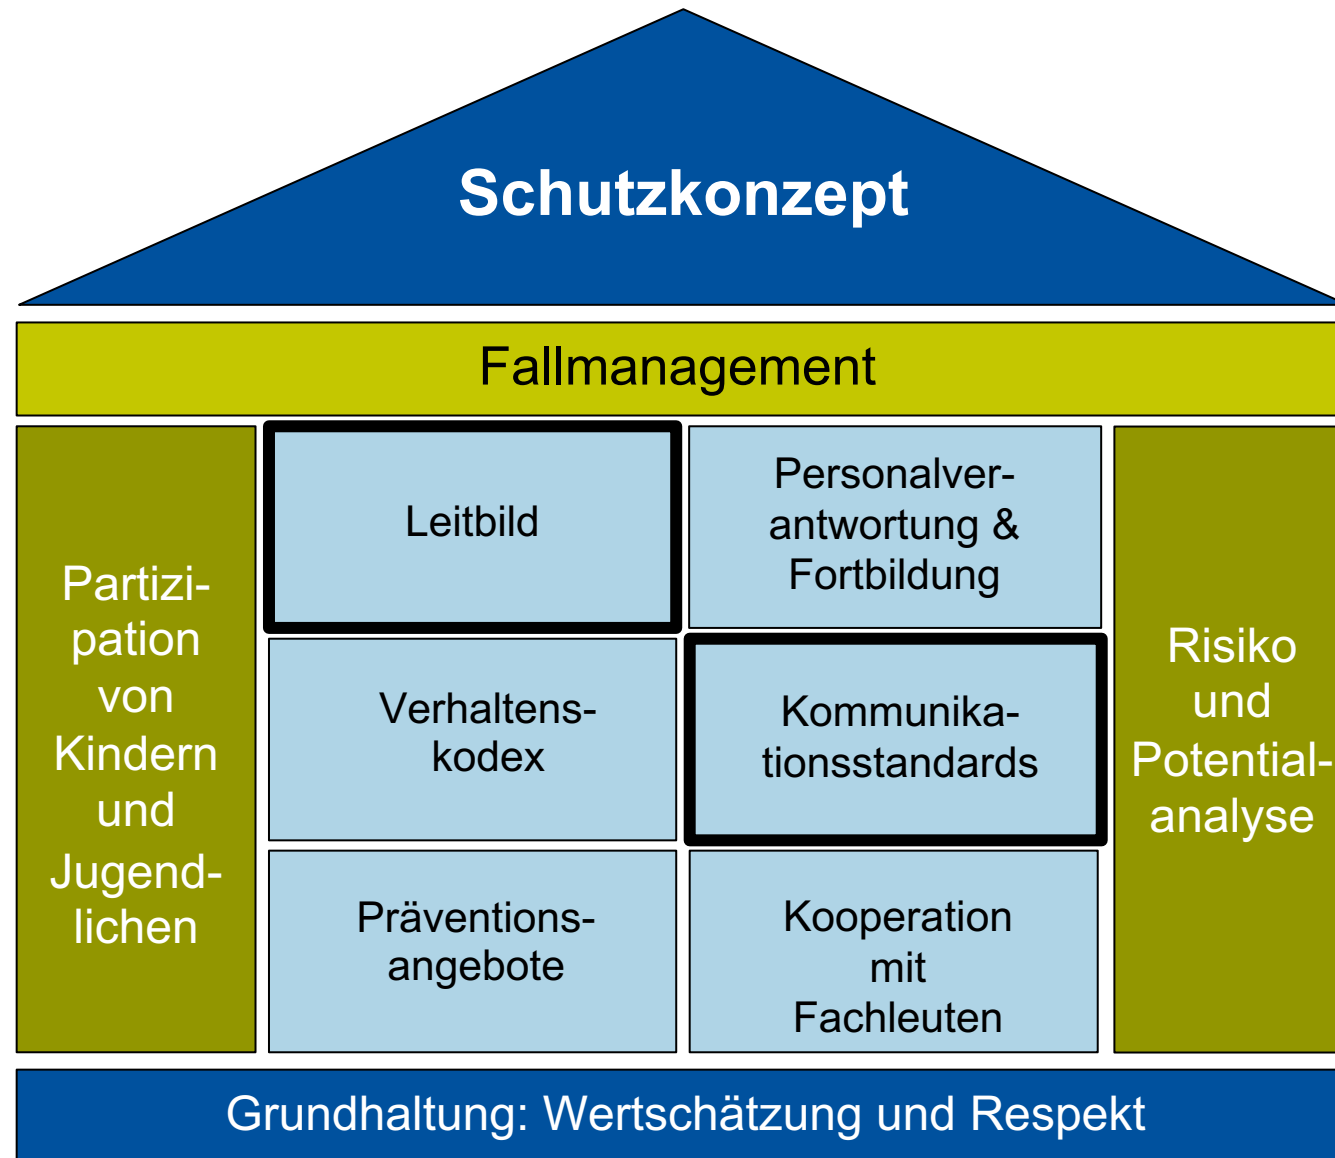 Schutzkonzept
Fallmanagement
Partizi-
pation
von
Kindern
und
Jugend-
lichen
Leitbild
Personalver-
antwortung &
Fortbildung
Verhaltens-
kodex
Kommunika-
tionsstandards
Präventions-
angebote
Kooperation
mit
Fachleuten
Risiko
und
Potential-
analyse
Grundhaltung: Wertschätzung und Respekt